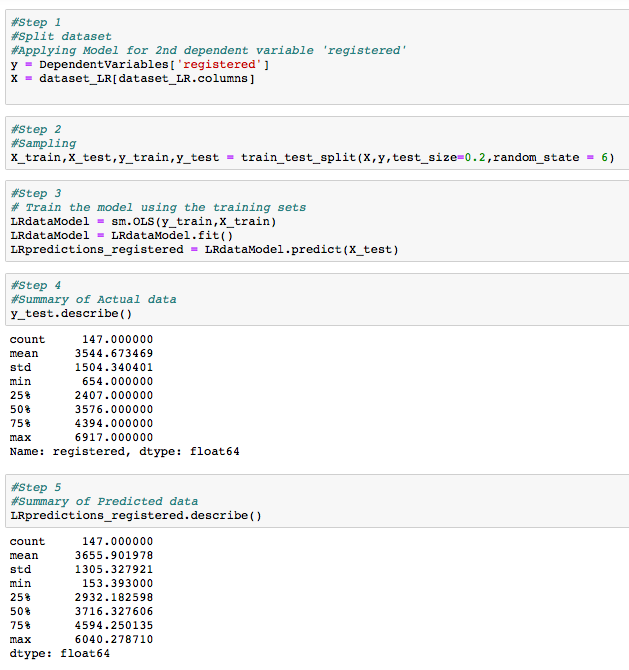 #Step 1
#Split dataset
#Applying Model for 2nd dependent variable 'registered'
y = DependentVariables['registered']
X = dataset_LR[dataset_LR.columns]
#Step 2
#Sampling
X_train,X_test,y_train,y_test = train_test_split(X,y,test_size=0.2,random_state = 6)
#Step 3
# Train the model using the training sets
LRdataModel = sm.OLS(y_train,X_train)
LRdataModel = LRdataModel.fit()
LRpredictions_registered = LRdataModel.predict(X_test)
#Step 4
#Summary of Actual data
y_test.describe()
count 147.000000
mean 3544.673469
std 1504.340401
min 654.000000
25% 2407.000000
50% 3576.000000
75% 4394.000000
max 6917.000000
Name: registered, dtype: float64
#Step 5
#Summary of Predicted data
LRpredictions_registered.describe()
count 147.000000
mean 3655.901978
std 1305.327921
min 153.393000
25% 2932.182598
50% 3716.327606
75% 4594.250135
max 6040.278710
dtype: float64